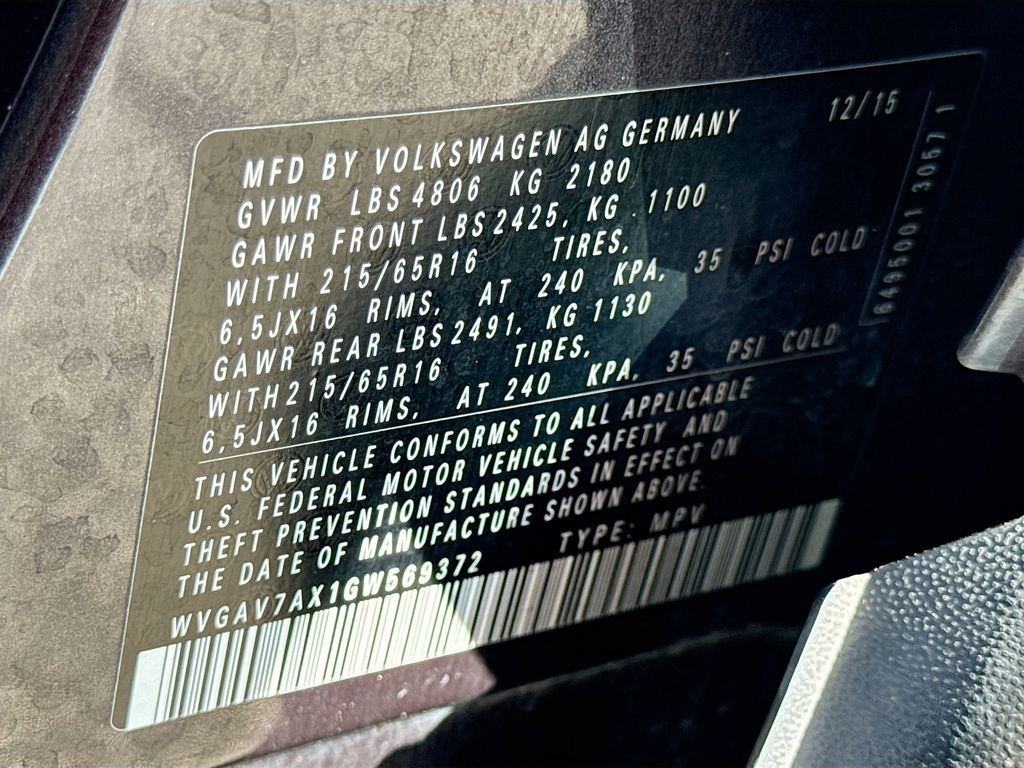 MFD BY VOLKSWAGEN AG GERMANY 12/15
GVWR LBS 4806 KG 2180
GAWR FRONT LBS 2425, KG 1100
WITH 215/65R16 TIRES,
6,5JX16 RIMS, AT 240 KPA, 35 PSI COLD
GAWR REAR LBS 2491, KG 1130
WITH 215/65R16 TIRES,
6,5JX16 RIMS, AT 240 KPA, 35 PSI COLD
THIS VEHICLE CONFORMS TO ALL APPLICABLE
U.S. FEDERAL MOTOR VEHICLE SAFETY AND
THEFT PREVENTION STANDARDS IN EFFECT ON
THE DATE OF MANUFACTURE SHOWN ABOVE.
WVGAV7AX1GW569372 TYPE: MPV
6495001 3057 1